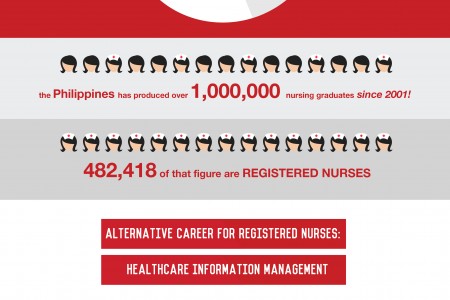 the Philippines has produced over 1,000,000 nursing graduates since 2001!
482,418 of that figure are REGISTERED NURSES
ALTERNATIVE CAREER FOR REGISTERED NURSES:
HEALTHCARE INFORMATION MANAGEMENT